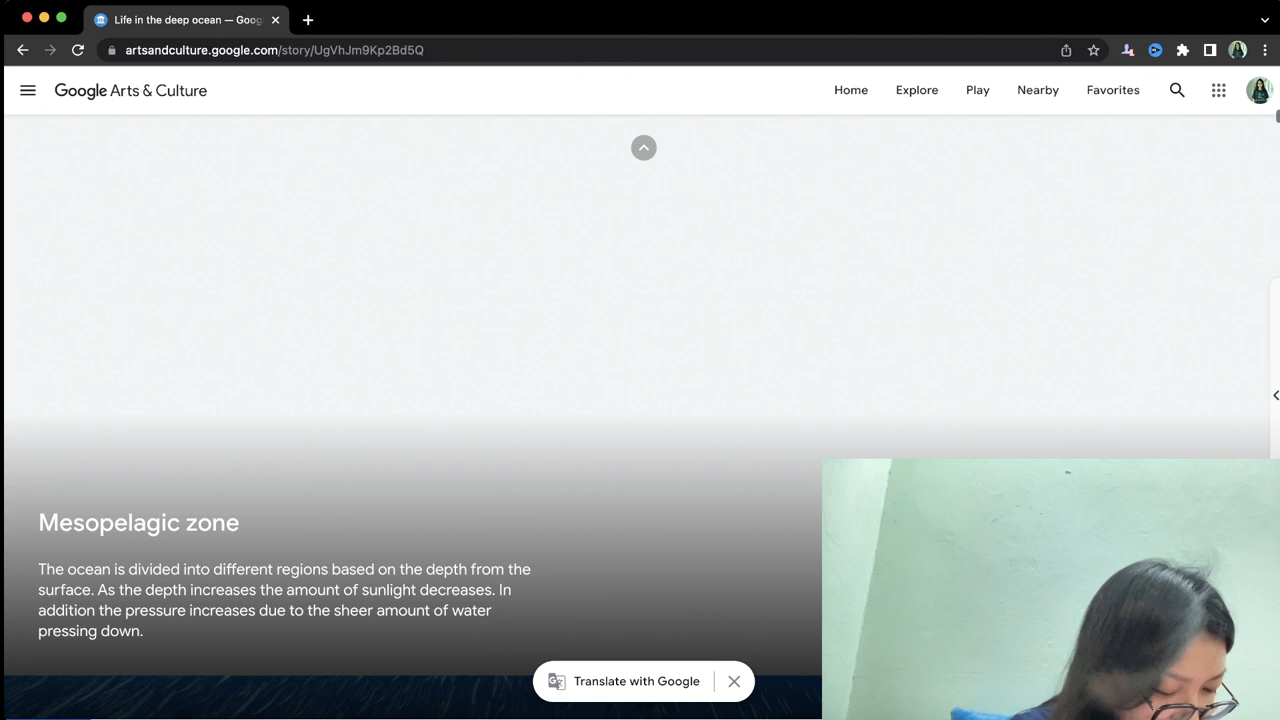 Life in the deep ocean — Goog
artsandculture.google.com/story/UgVhJm9Kp2Bd5Q
Google Arts & Culture
Home
Explore
Play
Nearby
Favorites
Mesopelagic zone
The ocean is divided into different regions based on the depth from the
surface. As the depth increases the amount of sunlight decreases. In
addition the pressure increases due to the sheer amount of water
pressing down.
Translate with Google